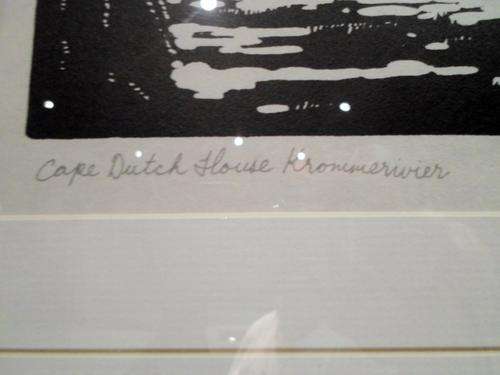 Cape Dutch House Krommerivier